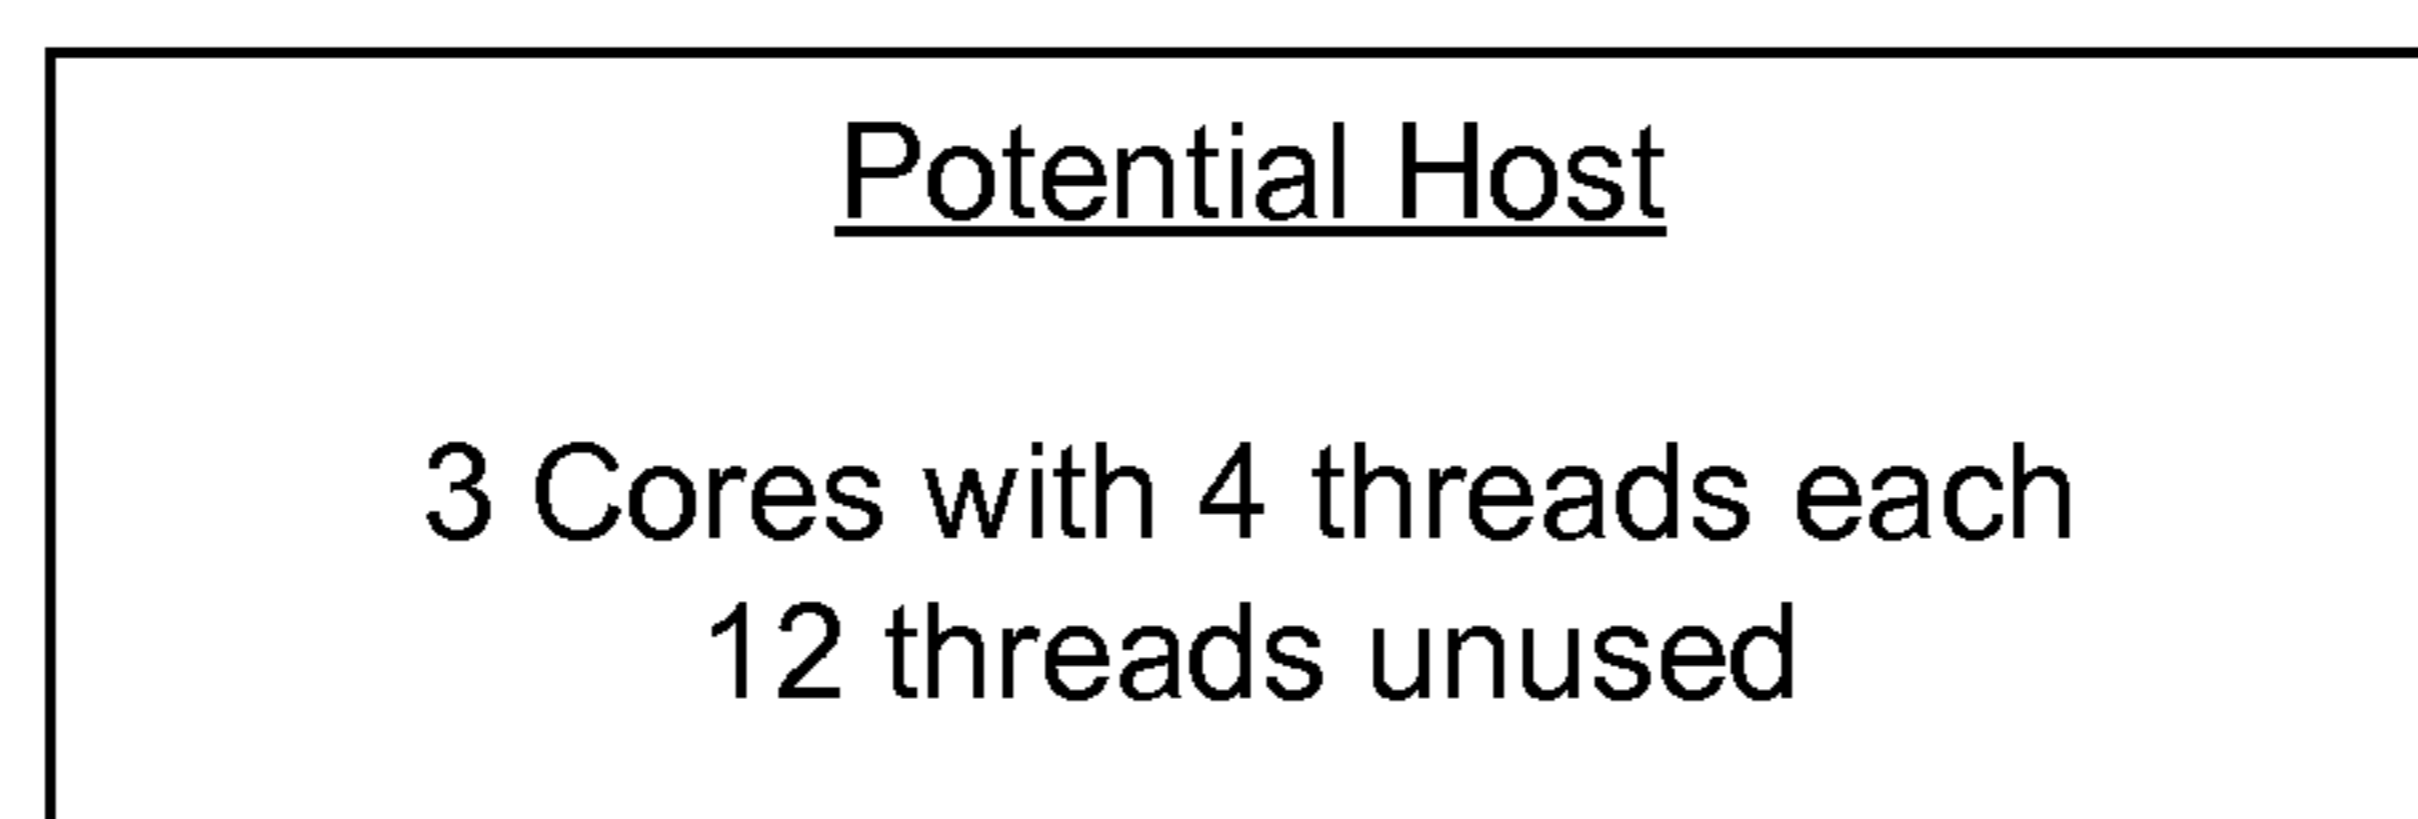 Potential Host
3 Cores with 4 threads each
12 threads unused